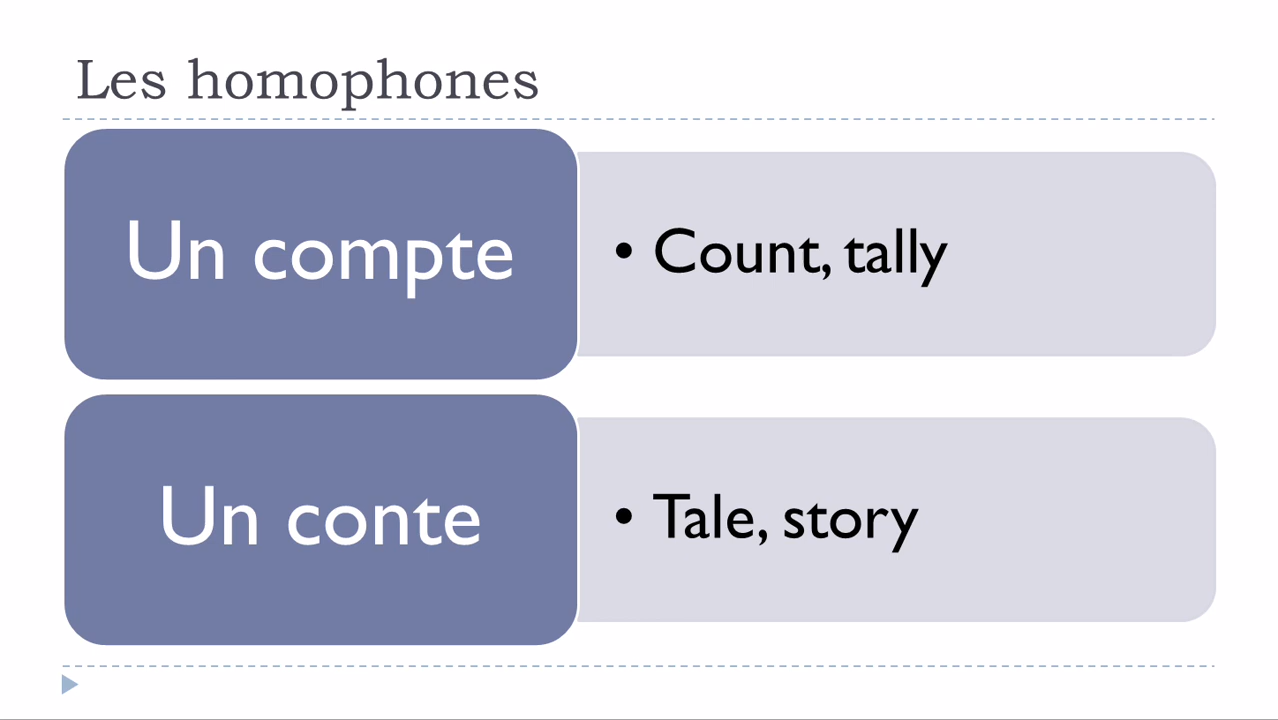 Les homophones
Un compte
• Count, tally
Un conte
• Tale, story